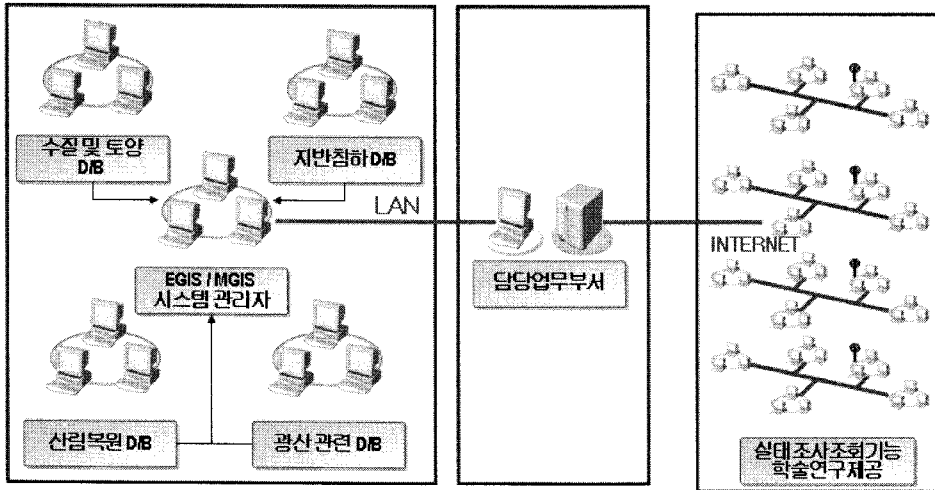 수질 및 토양
D/B
지반침하 D/B
LAN
EGIS / MGIS
시스템 관리자
산림복원 D/B
광산 관련 D/B
담당업무부서
INTERNET
실태조사조회기능
학술연구제공